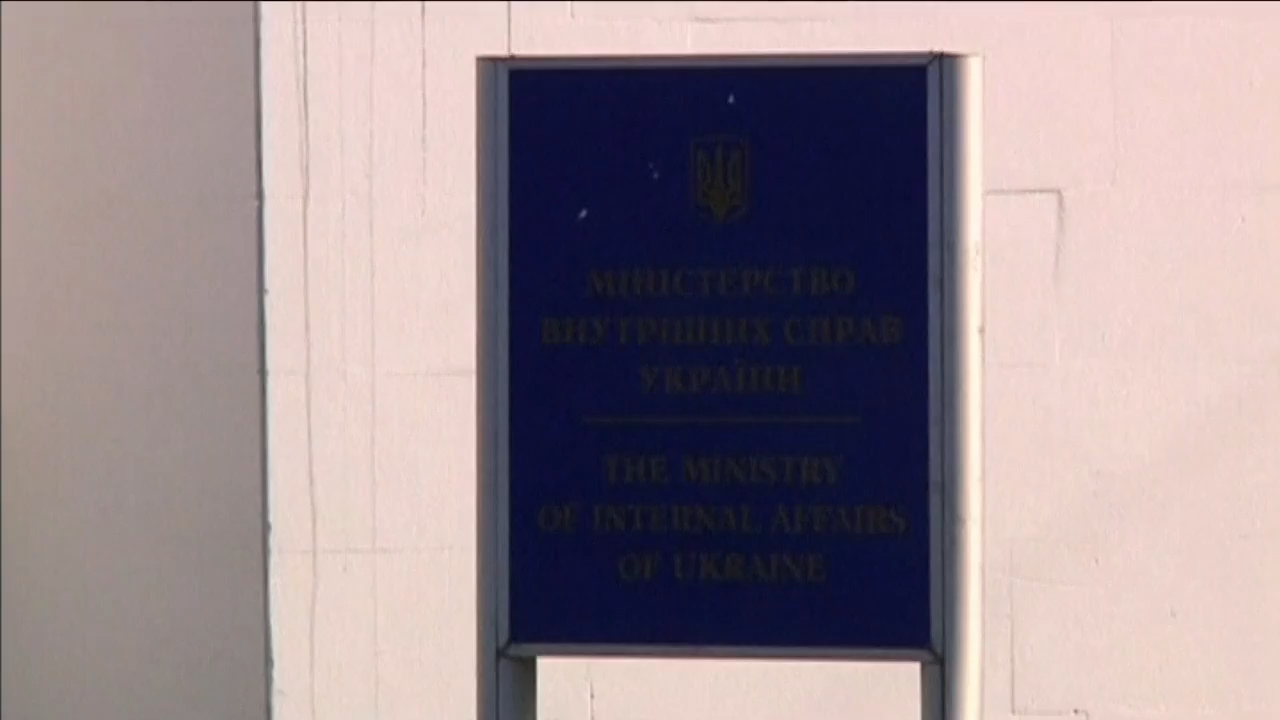 МІНІСТЕРСТВО
ВНУТРІШНІХ СПРАВ
УКРАЇНИ
THE MINISTRY
OF INTERNAL AFFAIRS
OF UKRAINE